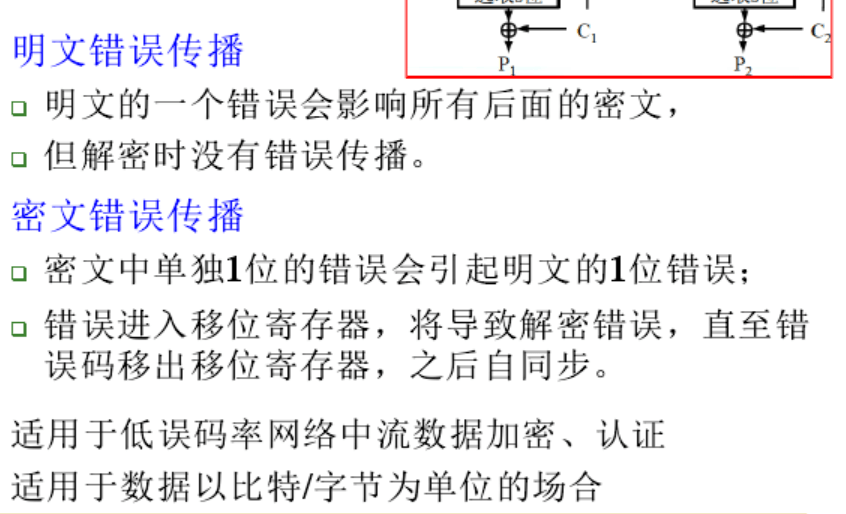 C₁
C₂
P₁
P₂
明文错误传播
明文的一个错误会影响所有后面的密文，
但解密时没有错误传播。
密文错误传播
密文中单独1位的错误会引起明文的1位错误；
错误进入移位寄存器，将导致解密错误，直至错
误码移出移位寄存器，之后自同步。
适用于低误码率网络中流数据加密、认证
适用于数据以比特/字节为单位的场合